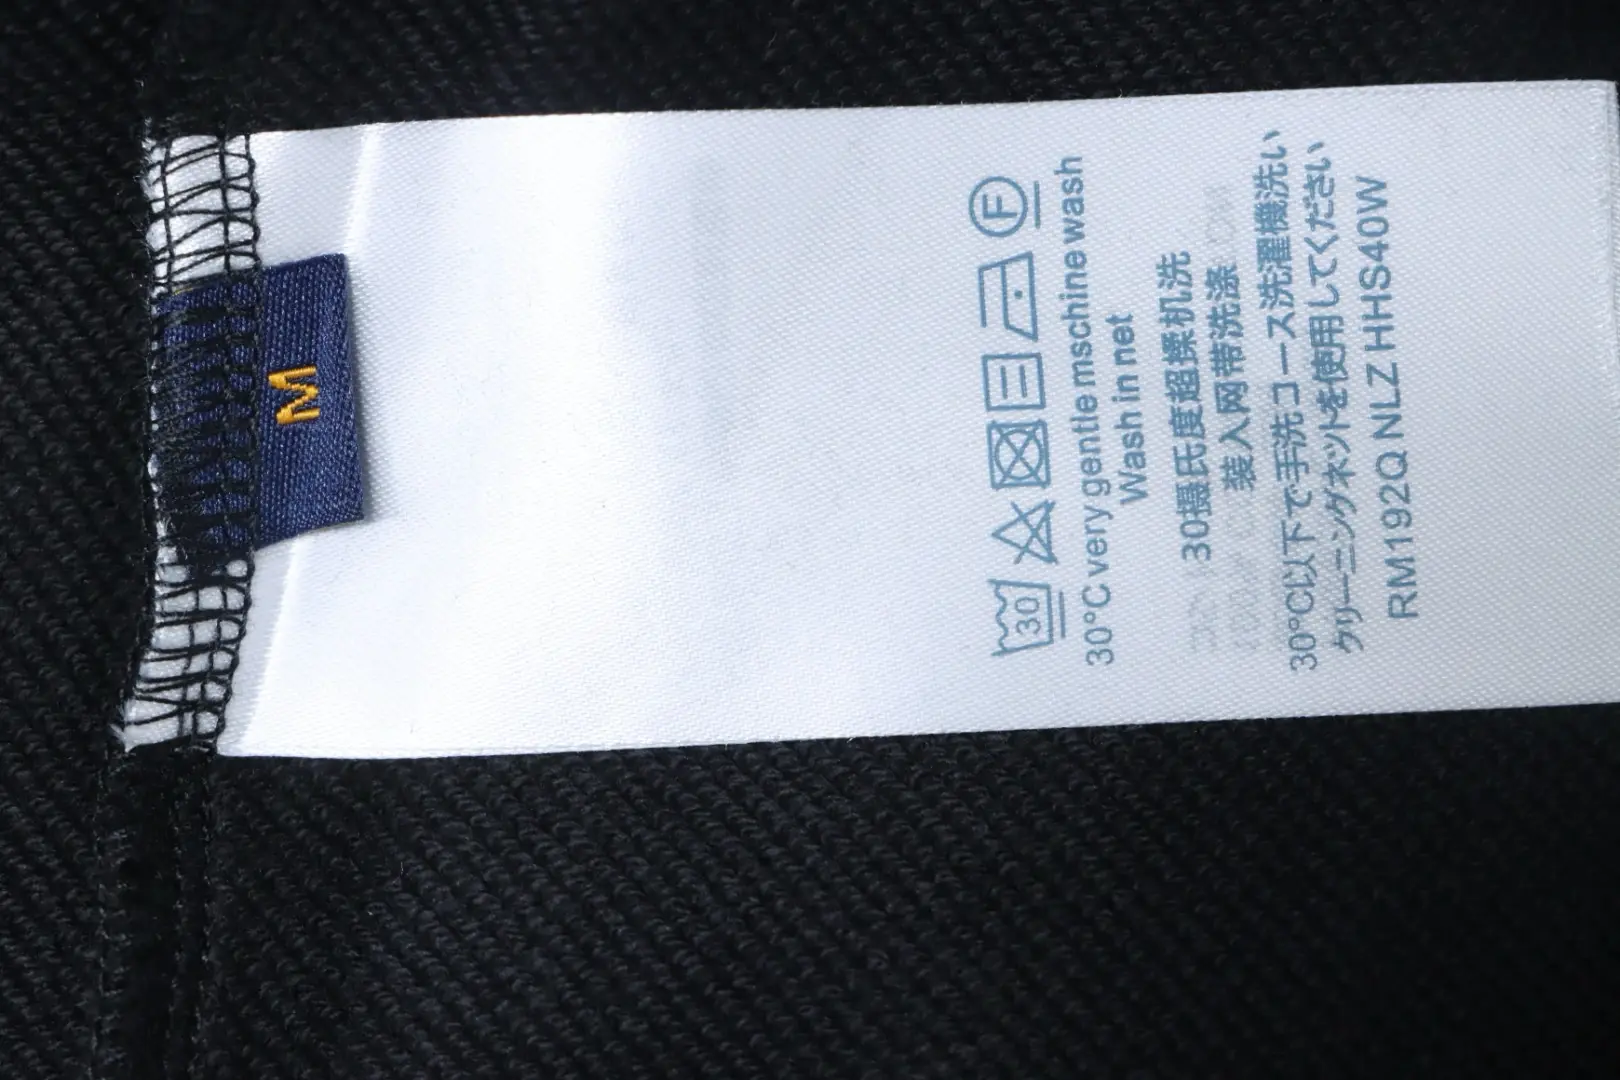 M
30
F
30°C very gentle mschine wash
Wash in net
30摄氏度超揉机洗
装入网带洗涤
30°C以下で手洗コース洗濯機洗い
クリーニングネットを使用してください
RM192Q NLZ HHS40W